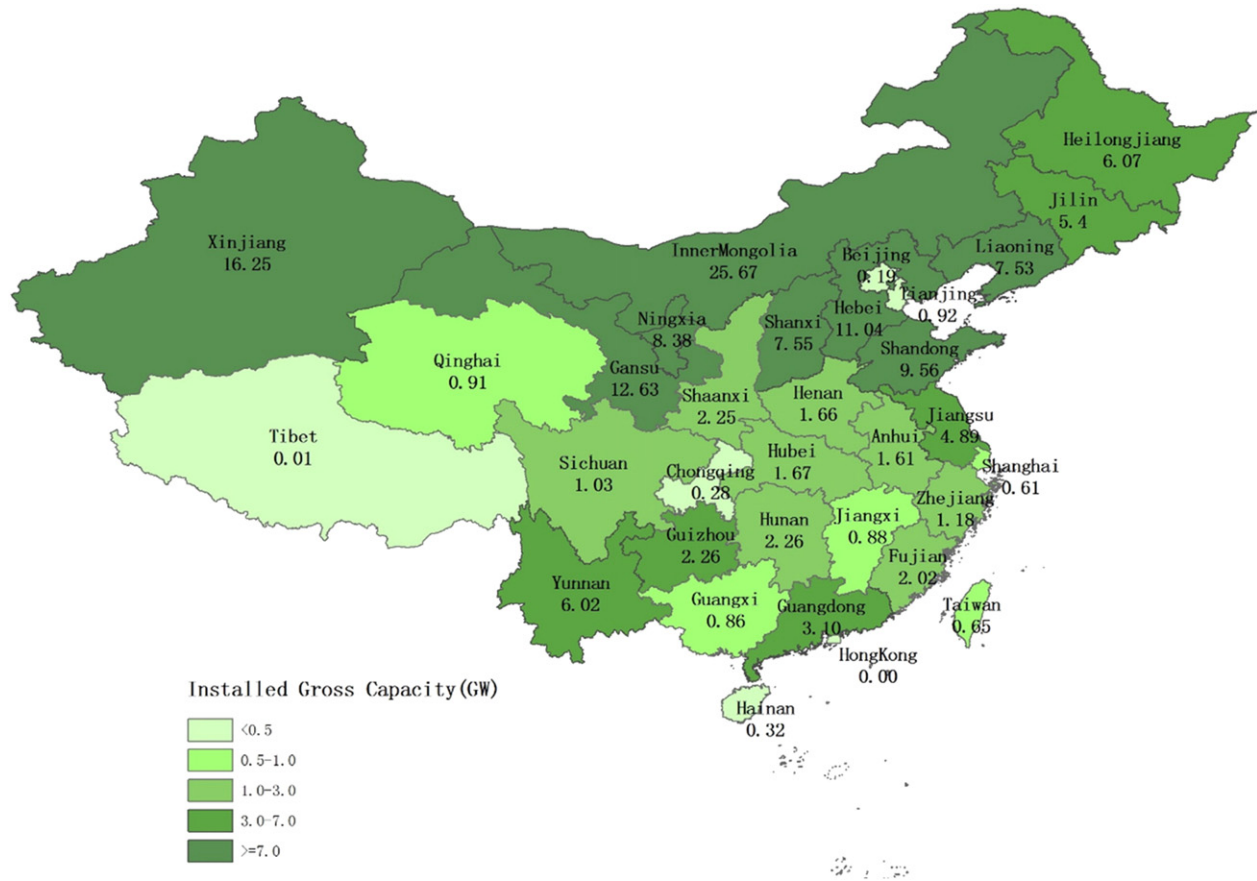 Heilongjiang
6.07
Jilin
5.4
Xinjiang
16.25
InnerMongolia
25.67
Beijing
0.19
Liaoning
7.53
Tianjing
0.92
Ningxia
8.38
Shanxi
7.55
Hebei
11.04
Shandong
9.56
Qinghai
0.91
Gansu
12.63
Shaanxi
2.25
Henan
1.66
Jiangsu
4.89
Tibet
0.01
Sichuan
1.03
Chongqing
0.28
Hubei
1.67
Anhui
1.61
Shanghai
0.61
Zhejiang
1.18
Guizhou
2.26
Hunan
2.26
Jiangxi
0.88
Fujian
2.02
Yunnan
6.02
Guangxi
0.86
Guangdong
3.10
Taiwan
0.65
HongKong
0.00
Hainan
0.32
Installed Gross Capacity(GW)
<0.5
0.5-1.0
1.0-3.0
3.0-7.0
>=7.0